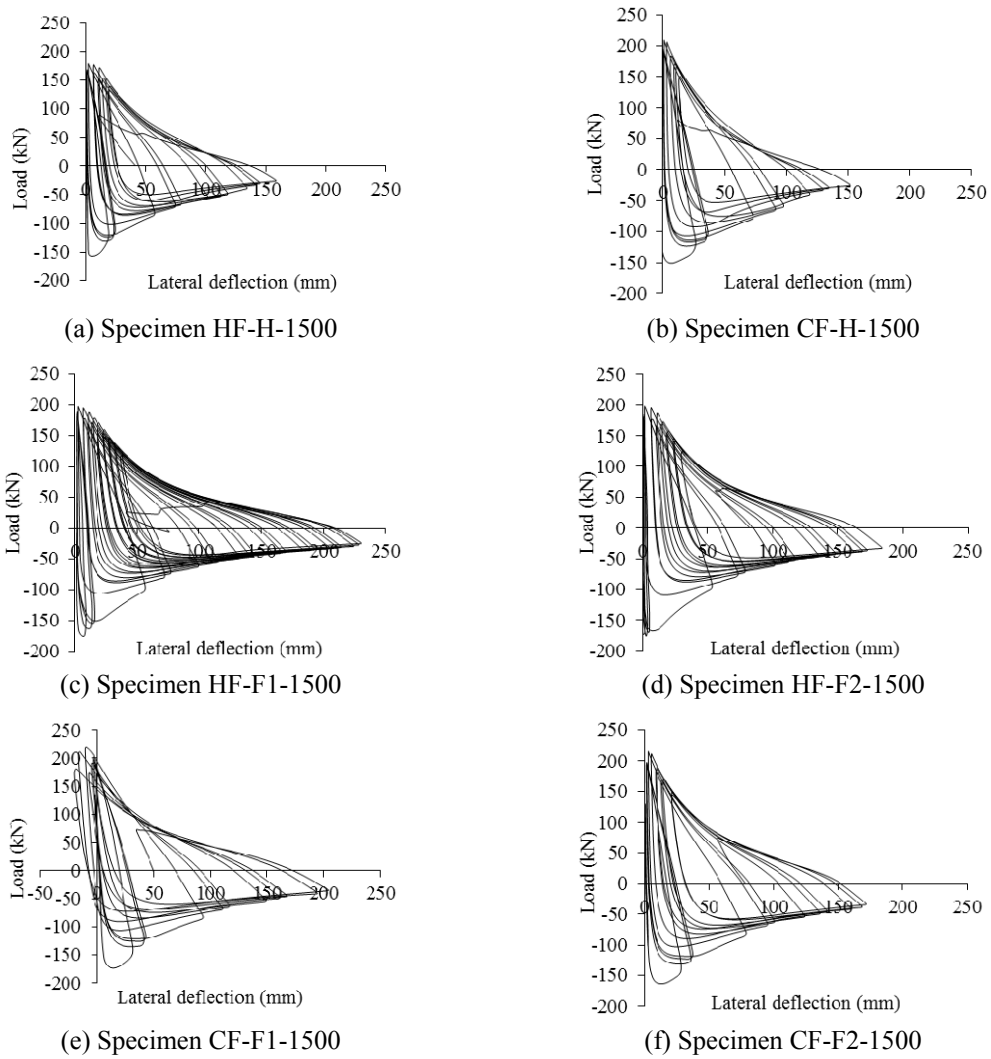 250
200
150
100
50
0
-50
-100
-150
-200
Load (kN)
0 50 100 150 200 250
Lateral deflection (mm)
(a) Specimen HF-H-1500
250
200
150
100
50
0
-50
-100
-150
-200
Load (kN)
0 50 100 150 200 250
Lateral deflection (mm)
(b) Specimen CF-H-1500
250
200
150
100
50
0
-50
-100
-150
-200
Load (kN)
0 50 100 150 200 250
Lateral deflection (mm)
(c) Specimen HF-F1-1500
250
200
150
100
50
0
-50
-100
-150
-200
Load (kN)
0 50 100 150 200 250
Lateral deflection (mm)
(d) Specimen HF-F2-1500
250
200
150
100
50
0
-50
-100
-150
-200
Load (kN)
-50 0 50 100 150 200 250
Lateral deflection (mm)
(e) Specimen CF-F1-1500
250
200
150
100
50
0
-50
-100
-150
-200
Load (kN)
0 50 100 150 200 250
Lateral deflection (mm)
(f) Specimen CF-F2-1500